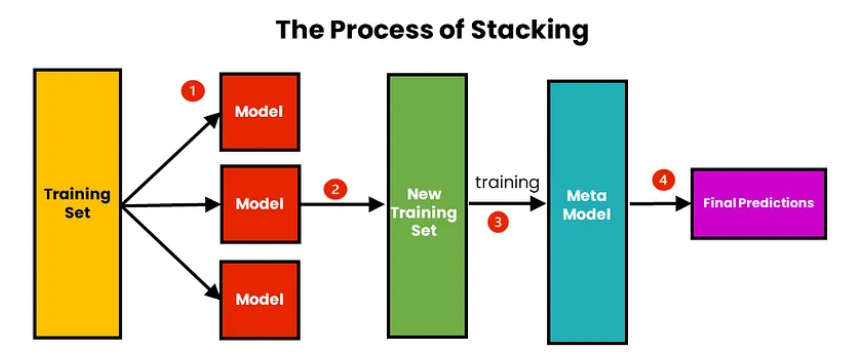 The Process of Stacking
1
Model
Training
Set
2
Model
Model
New
Training
Set
training
3
Meta
Model
4
Final Predictions